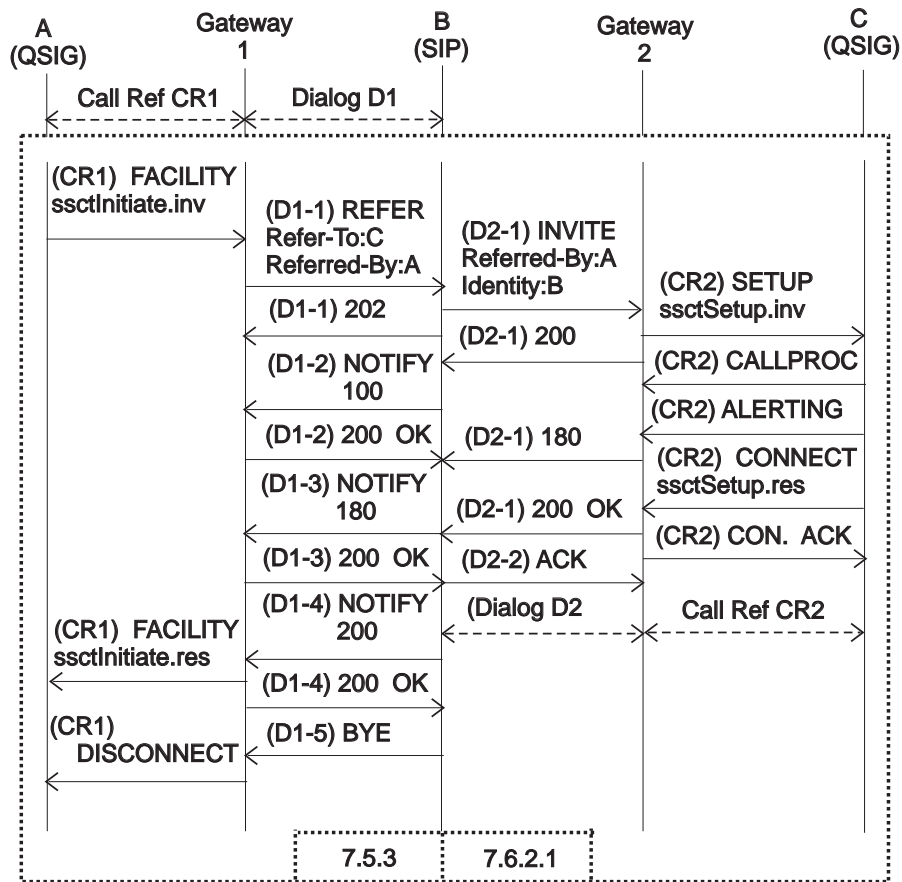 A
(QSIG)
Gateway
1
B
(SIP)
Gateway
2
C
(QSIG)
Call Ref CR1
Dialog D1
(CR1) FACILITY
ssctInitiate.inv
(D1-1) REFER
Refer-To:C
Referred-By:A
(D2-1) INVITE
Referred-By:A
Identity:B
(CR2) SETUP
ssctSetup.inv
(D1-1) 202
(D2-1) 200
(D1-2) NOTIFY
100
(CR2) CALLPROC
(CR2) ALERTING
(D1-2) 200 OK
(D2-1) 180
(CR2) CONNECT
ssctSetup.res
(D1-3) NOTIFY
180
(D2-1) 200 OK
(CR2) CON. ACK
(D1-3) 200 OK
(D2-2) ACK
(D1-4) NOTIFY
200
(Dialog D2
Call Ref CR2
(CR1) FACILITY
ssctInitiate.res
(D1-4) 200 OK
(CR1)
DISCONNECT
(D1-5) BYE
7.5.3
7.6.2.1